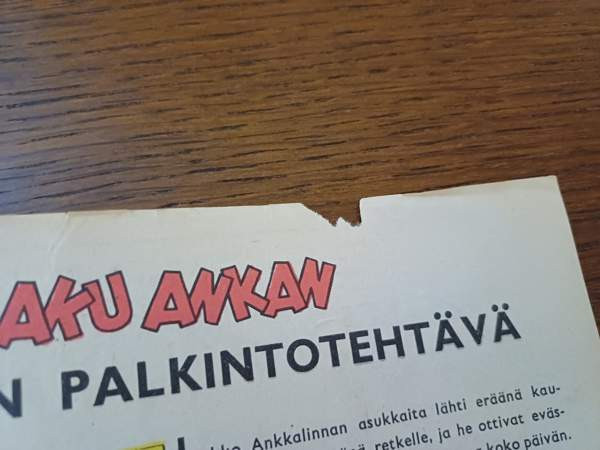 AKU ANKAN
N PALKINTOTEHTÄVÄ
Ankkalinnan asukkaita lähti eräänä kau-
retkelle, ja he ottivat eväs-
koko päivän.